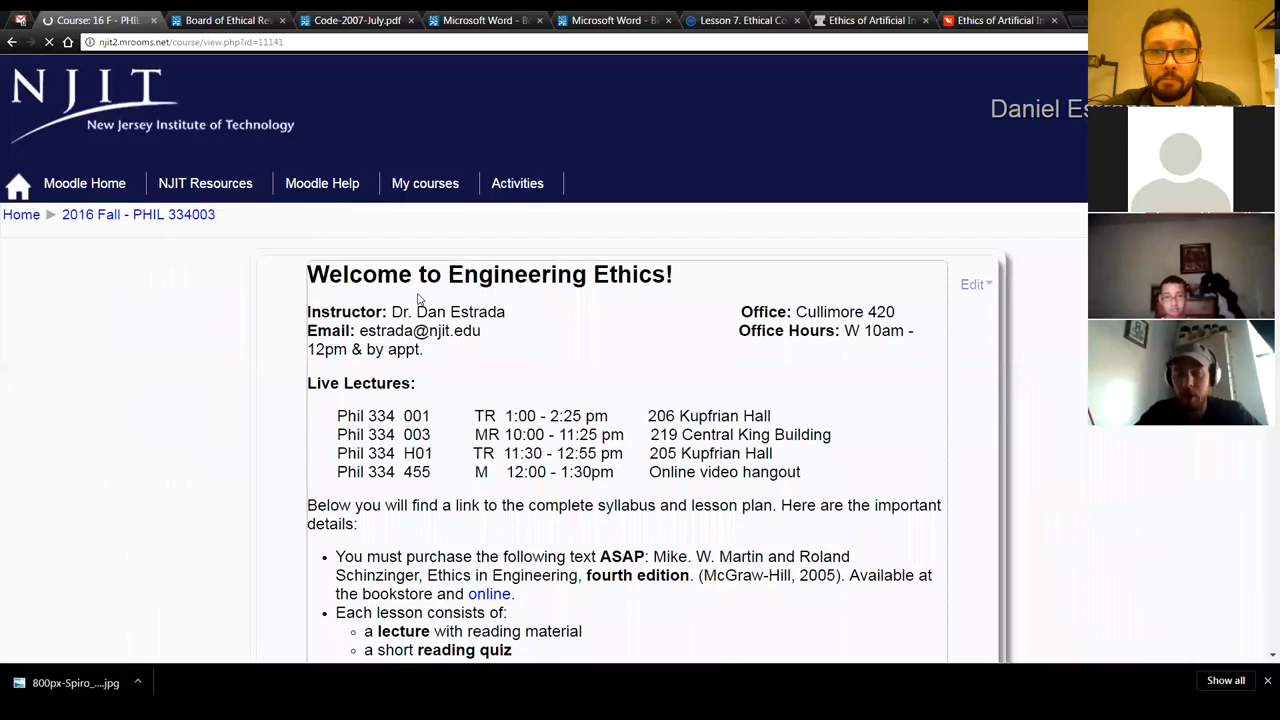 Course: 16 F - PHIL
Board of Ethical Re
Code-2007-July.pdf
Microsoft Word - B
Microsoft Word - B
Lesson 7. Ethical Co
Ethics of Artificial In
Ethics of Artificial In
njit2.mrooms.net/course/view.php?id=11141
NJIT
New Jersey Institute of Technology
Daniel Es
Moodle Home
NJIT Resources
Moodle Help
My courses
Activities
Home ► 2016 Fall - PHIL 334003
Welcome to Engineering Ethics!
Edit
Instructor: Dr. Dan Estrada Office: Cullimore 420
Email: estrada@njit.edu Office Hours: W 10am -
12pm & by appt.
Live Lectures:
Phil 334 001 TR 1:00 - 2:25 pm 206 Kupfrian Hall
Phil 334 003 MR 10:00 - 11:25 pm 219 Central King Building
Phil 334 H01 TR 11:30 - 12:55 pm 205 Kupfrian Hall
Phil 334 455 M 12:00 - 1:30pm Online video hangout
Below you will find a link to the complete syllabus and lesson plan. Here are the important
details:
• You must purchase the following text ASAP: Mike. W. Martin and Roland
Schinzinger, Ethics in Engineering, fourth edition. (McGraw-Hill, 2005). Available at
the bookstore and online.
• Each lesson consists of:
◦ a lecture with reading material
◦ a short reading quiz
800px-Spiro_....jpg
Show all